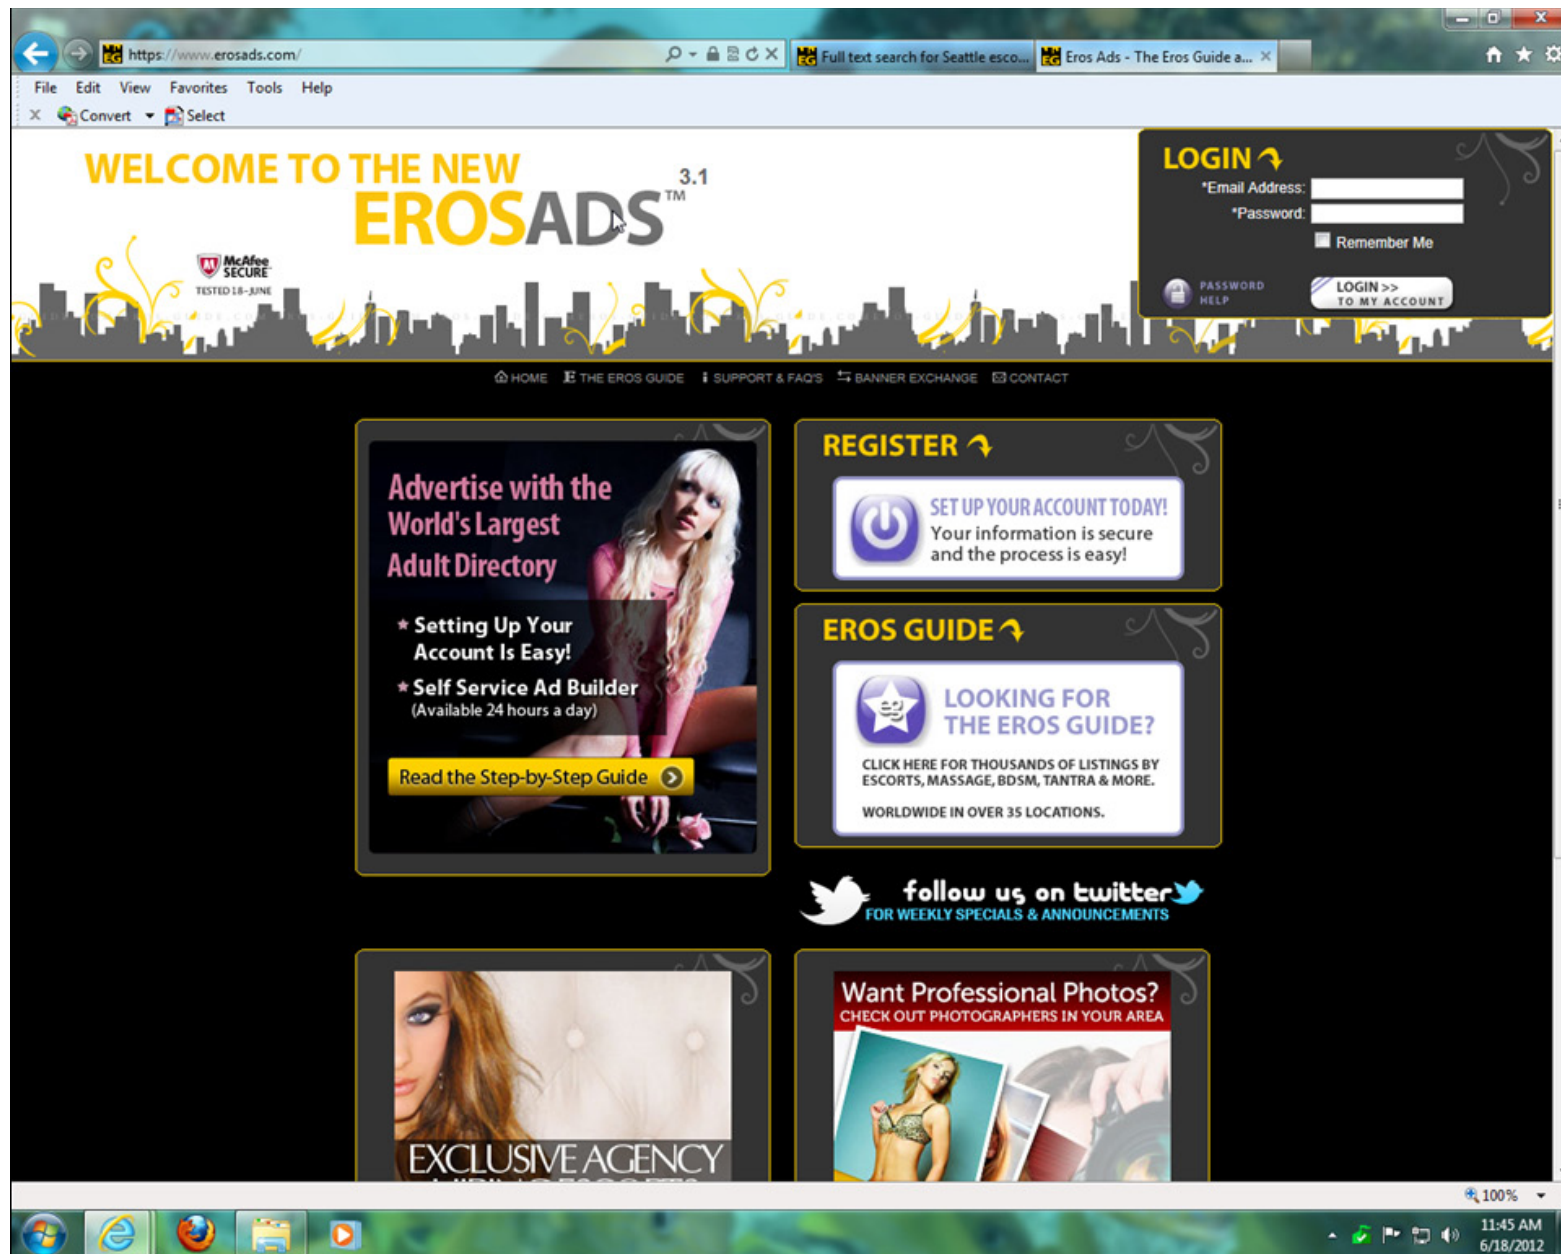 https://www.erosads.com/
Full text search for Seattle esco...
Eros Ads - The Eros Guide a...
File Edit View Favorites Tools Help
Convert Select
WELCOME TO THE NEW
EROSADS™ 3.1
McAfee
SECURE
TESTED 18-JUNE
LOGIN
*Email Address:
*Password:
Remember Me
PASSWORD
HELP
LOGIN >>
TO MY ACCOUNT
HOME THE EROS GUIDE SUPPORT & FAQ'S BANNER EXCHANGE CONTACT
Advertise with the
World's Largest
Adult Directory
Setting Up Your
Account Is Easy!
Self Service Ad Builder
(Available 24 hours a day)
Read the Step-by-Step Guide
REGISTER
SET UP YOUR ACCOUNT TODAY!
Your information is secure
and the process is easy!
EROS GUIDE
eg
LOOKING FOR
THE EROS GUIDE?
CLICK HERE FOR THOUSANDS OF LISTINGS BY
ESCORTS, MASSAGE, BDSM, TANTRA & MORE.
WORLDWIDE IN OVER 35 LOCATIONS.
follow us on twitter
FOR WEEKLY SPECIALS & ANNOUNCEMENTS
EXCLUSIVE AGENCY
Want Professional Photos?
CHECK OUT PHOTOGRAPHERS IN YOUR AREA
100%
11:45 AM
6/18/2012